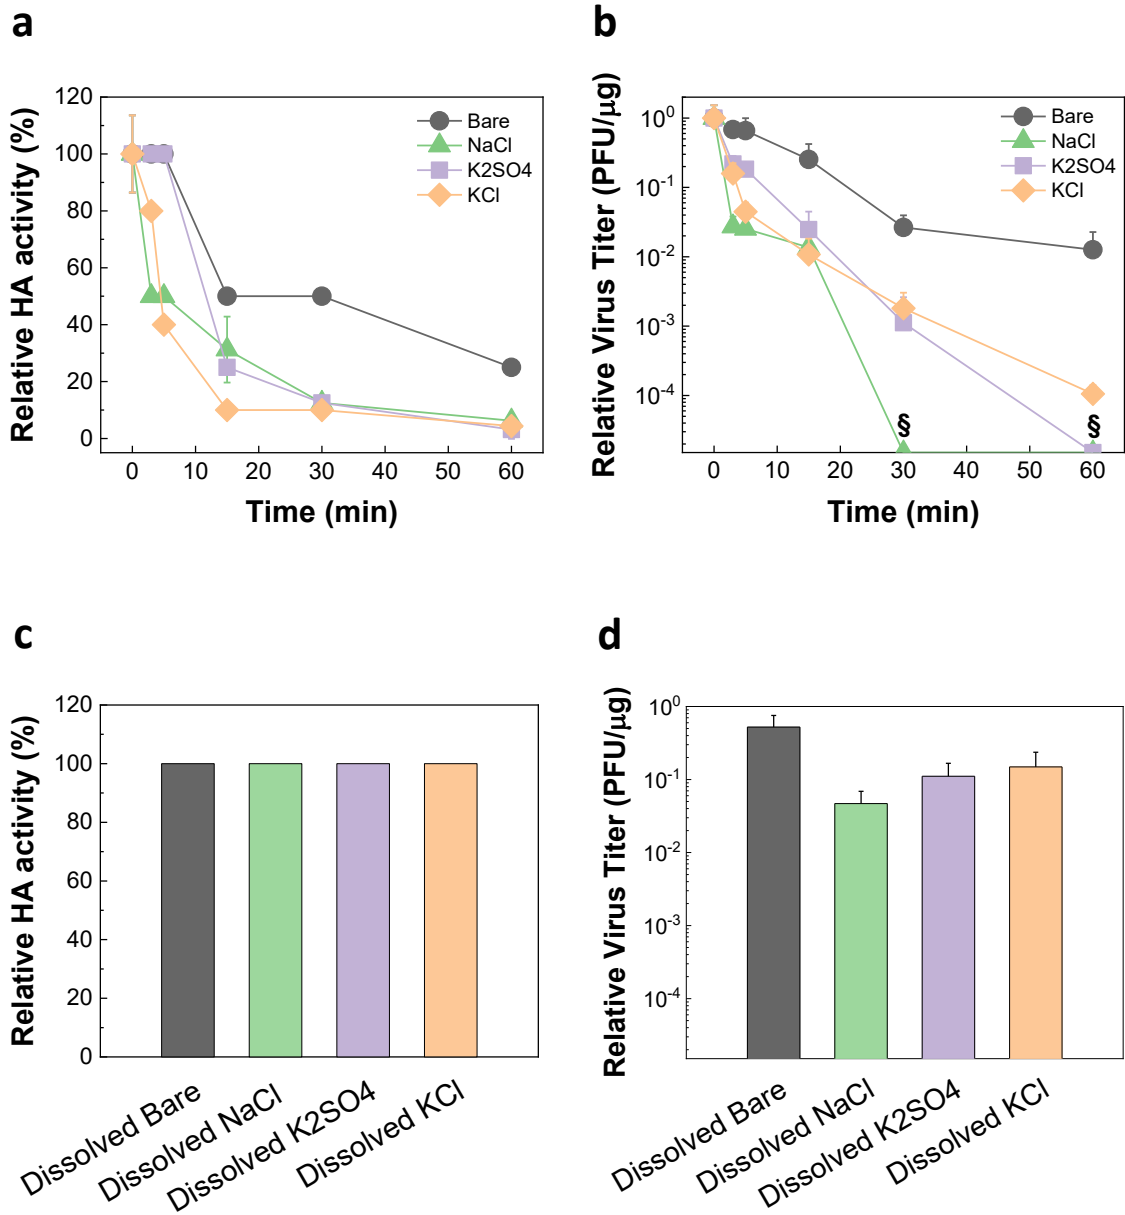 a
Relative HA activity (%)
120
100
80
60
40
20
0
0 10 20 30 40 50 60
Time (min)
Bare
NaCl
K2SO4
KCl
b
Relative Virus Titer (PFU/μg)
10⁰
10⁻¹
10⁻²
10⁻³
10⁻⁴
0 10 20 30 40 50 60
Time (min)
Bare
NaCl
K2SO4
KCl
§ §
c
Relative HA activity (%)
120
100
80
60
40
20
0
Dissolved Bare
Dissolved NaCl
Dissolved K2SO4
Dissolved KCl
d
Relative Virus Titer (PFU/μg)
10⁰
10⁻¹
10⁻²
10⁻³
10⁻⁴
Dissolved Bare
Dissolved NaCl
Dissolved K2SO4
Dissolved KCl